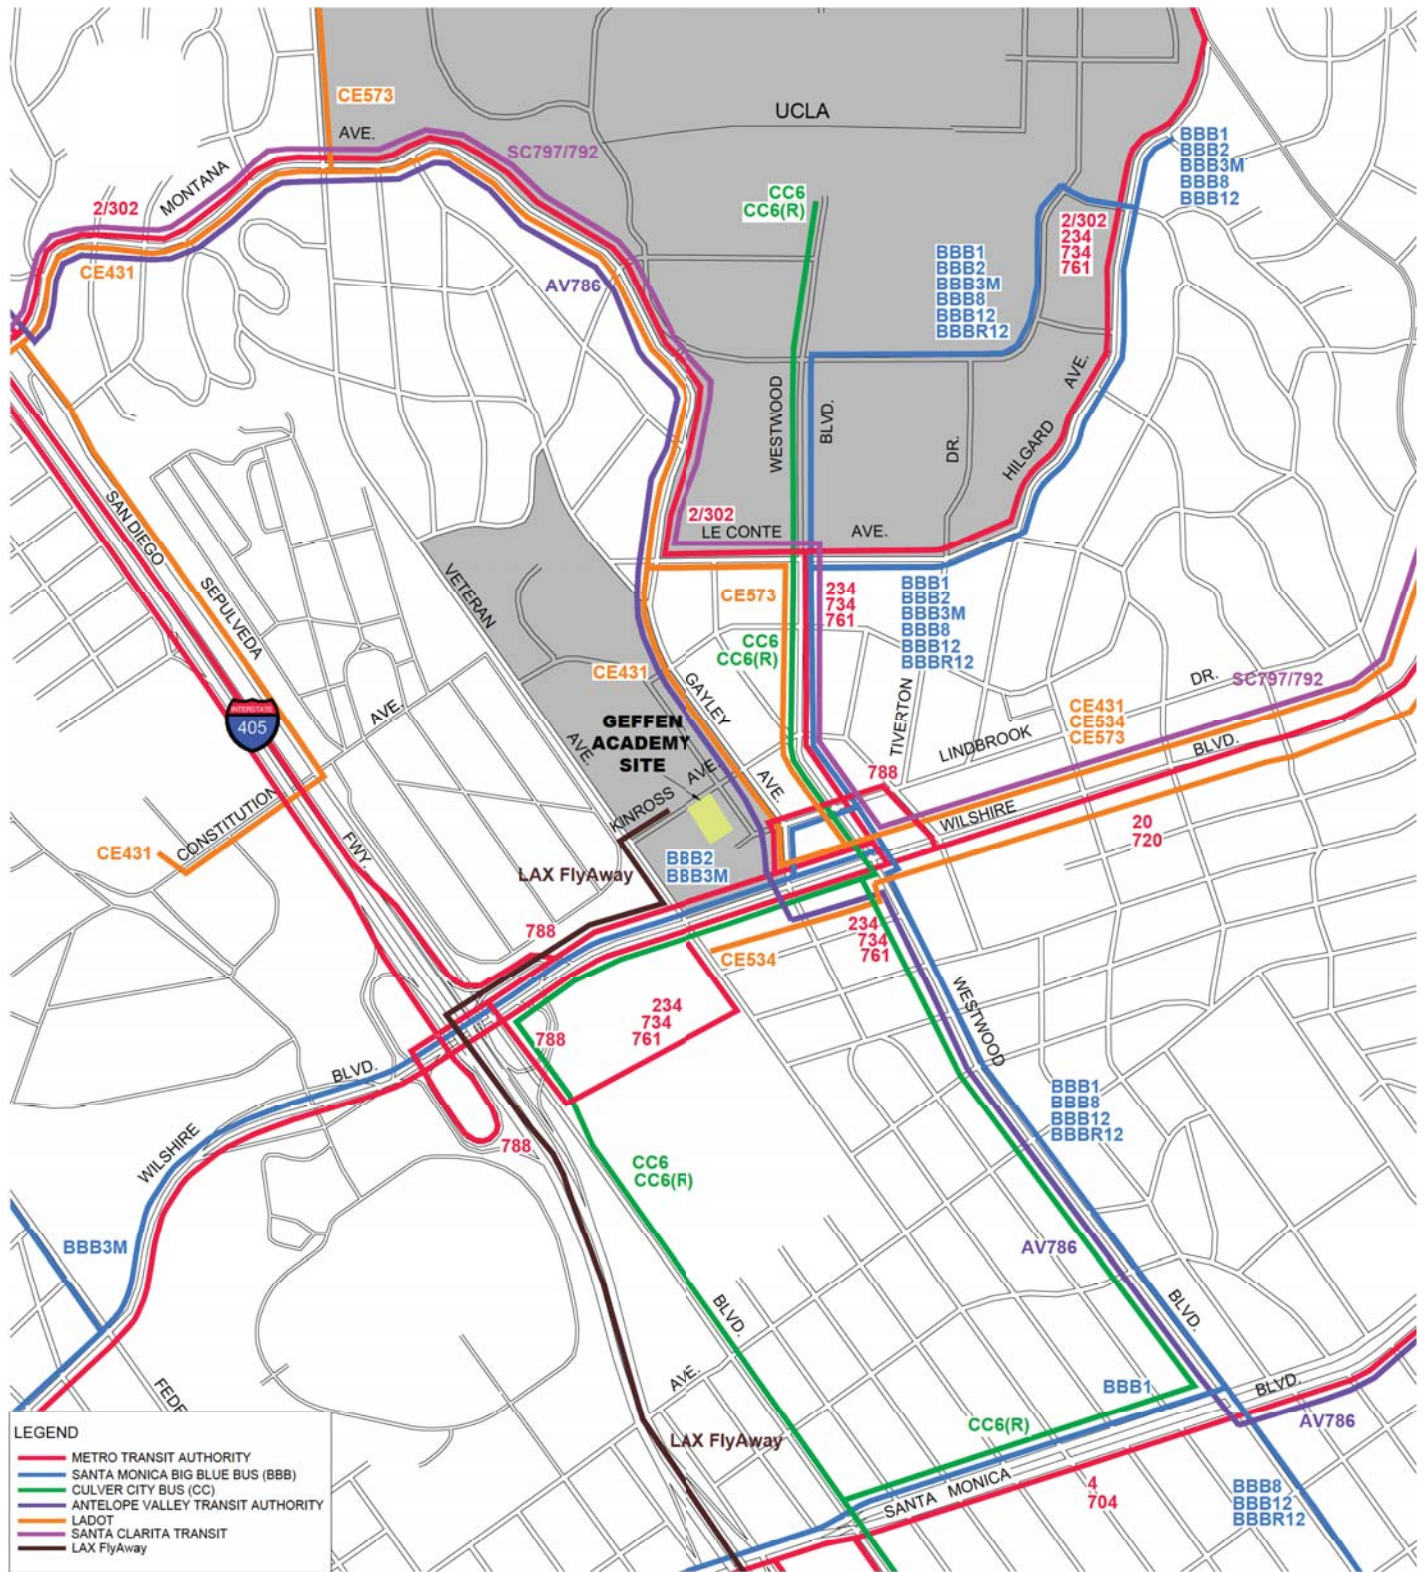 CE573
UCLA
AVE.
SC797/792
MONTANA
2/302
CE431
AV786
CC6
CC6(R)
BBB1
BBB2
BBB3M
BBB8
BBB12
2/302
234
734
761
BBB1
BBB2
BBB3M
BBB8
BBB12
BBBR12
WESTWOOD
BLVD.
DR.
HILGARD
AVE.
2/302
LE CONTE
AVE.
SAN DIEGO
SEPULVEDA
VETERAN
AVE.
CE573
234
734
761
BBB1
BBB2
BBB3M
BBB8
BBB12
BBBR12
CC6
CC6(R)
CE431
GAYLEY
AVE.
GEFFEN
ACADEMY
SITE
KINROSS
AVE
TIVERTON
LINDBROOK
DR.
SC797/792
CE431
CE534
CE573
BLVD.
WILSHIRE
788
20
720
INTERSTATE
405
AVE.
CONSTITUTION
CE431
FWY.
LAX FlyAway
BBB2
BBB3M
788
CE534
234
734
761
234
734
761
788
WESTWOOD
BLVD.
WILSHIRE
788
BBB1
BBB8
BBB12
BBBR12
CC6
CC6(R)
BBB3M
AV786
BLVD.
BLVD.
AVE.
BBB1
BLVD.
CC6(R)
AV786
LAX FlyAway
SANTA MONICA
4
704
BBB8
BBB12
BBBR12
FEDE
LEGEND
METRO TRANSIT AUTHORITY
SANTA MONICA BIG BLUE BUS (BBB)
CULVER CITY BUS (CC)
ANTELOPE VALLEY TRANSIT AUTHORITY
LADOT
SANTA CLARITA TRANSIT
LAX FlyAway